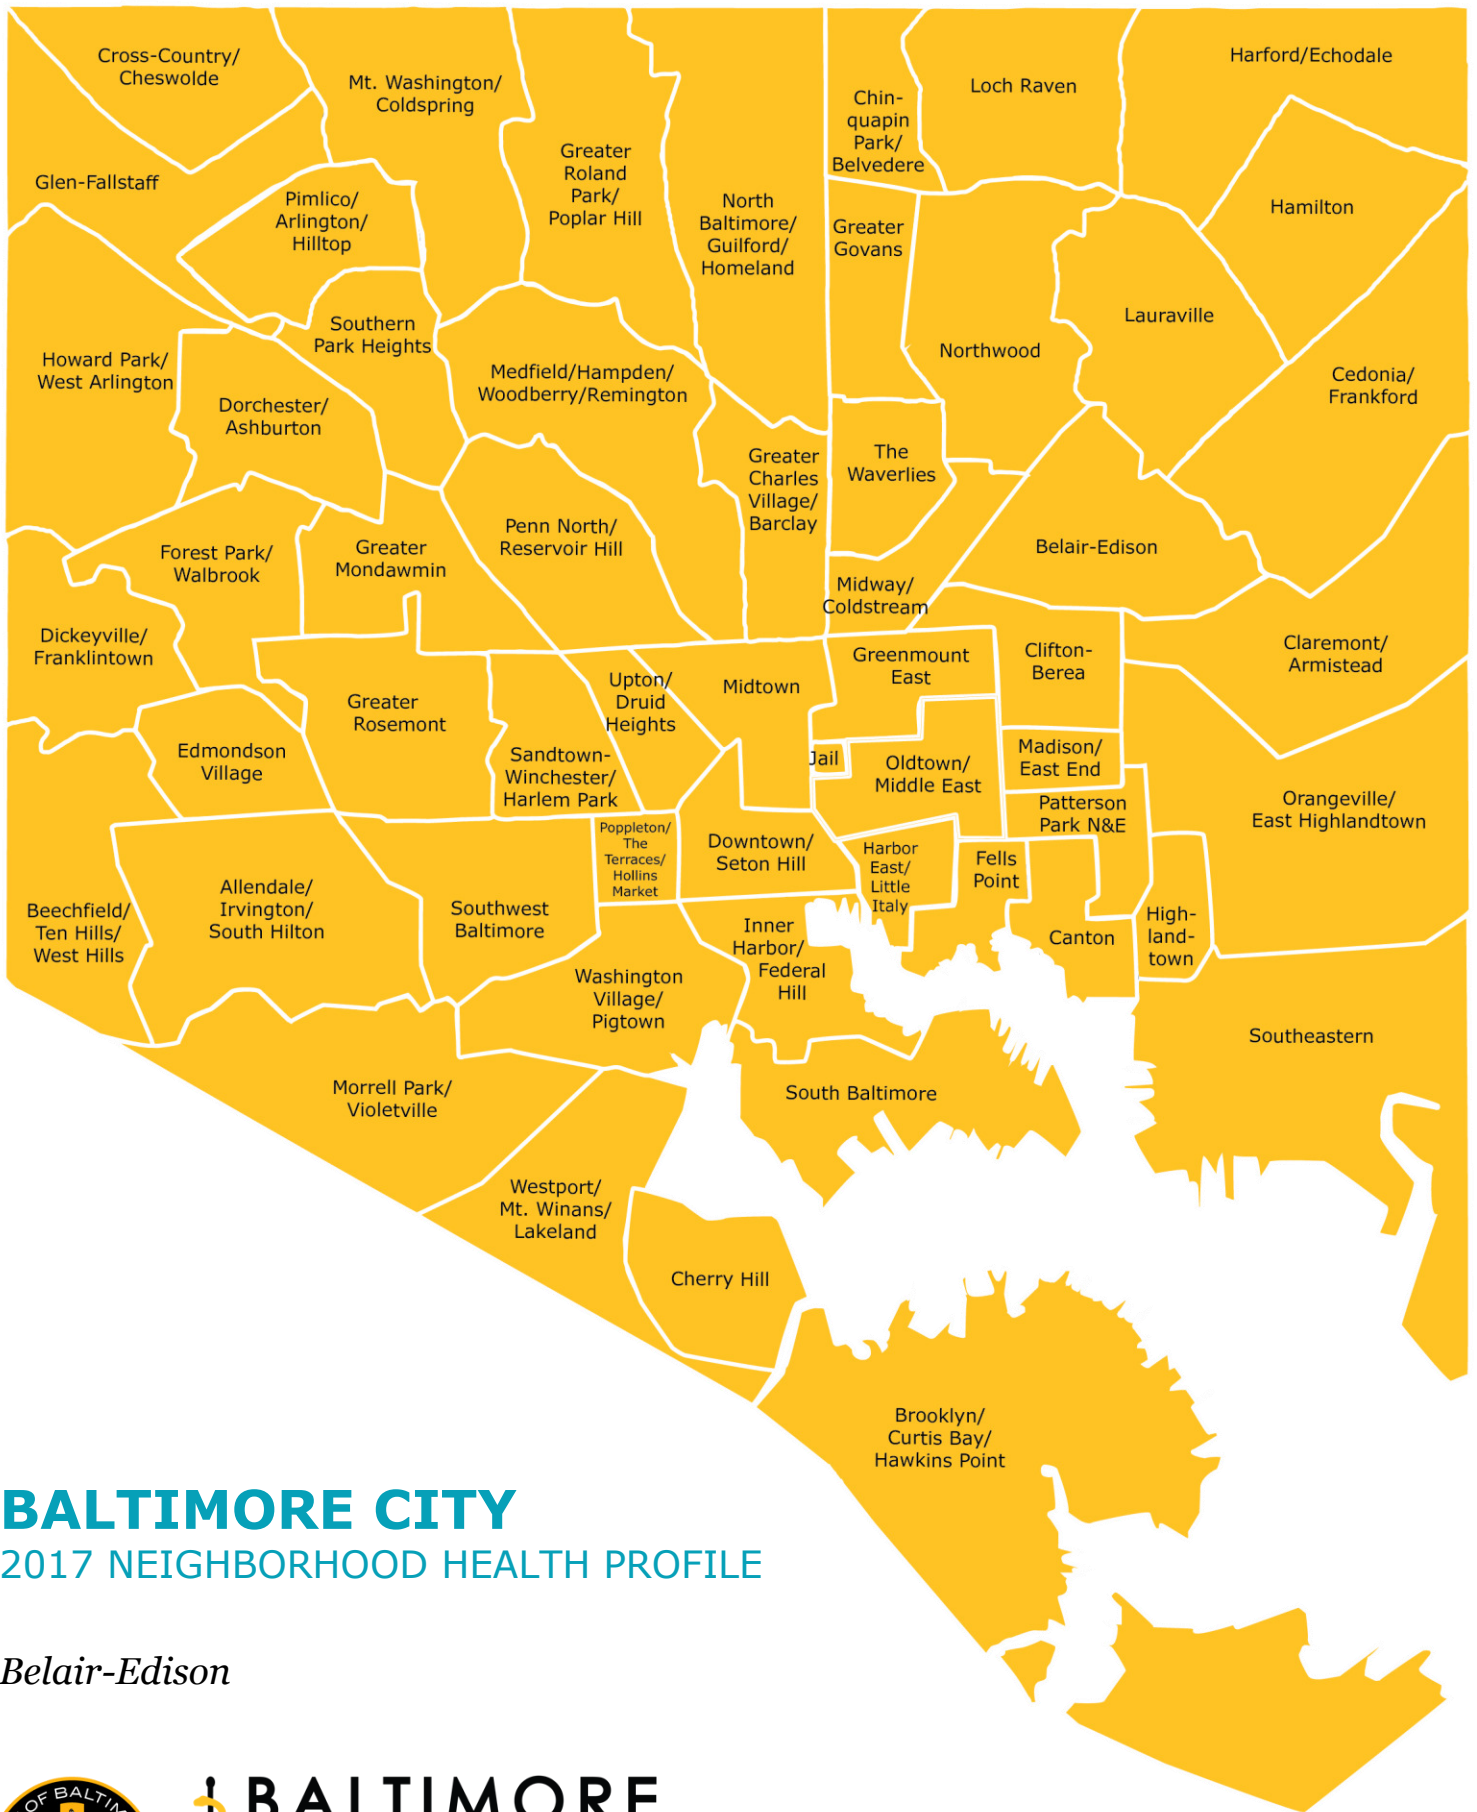 Cross-Country/
Cheswolde
Mt. Washington/
Coldspring
Harford/Echodale
Loch Raven
Chin-
quapin
Park/
Belvedere
Greater
Roland
Park/
Poplar Hill
Glen-Fallstaff
Pimlico/
Arlington/
Hilltop
North
Baltimore/
Guilford/
Homeland
Greater
Govans
Hamilton
Lauraville
Southern
Park Heights
Northwood
Howard Park/
West Arlington
Medfield/Hampden/
Woodberry/Remington
Cedonia/
Frankford
Dorchester/
Ashburton
Greater
Charles
Village/
Barclay
The
Waverlies
Penn North/
Reservoir Hill
Belair-Edison
Forest Park/
Walbrook
Greater
Mondawmin
Midway/
Coldstream
Dickeyville/
Franklintown
Claremont/
Armistead
Greenmount
East
Clifton-
Berea
Upton/
Druid
Heights
Midtown
Greater
Rosemont
Edmondson
Village
Sandtown-
Winchester/
Harlem Park
Jail
Oldtown/
Middle East
Madison/
East End
Patterson
Park N&E
Orangeville/
East Highlandtown
Poppleton/
The
Terraces/
Hollins
Market
Downtown/
Seton Hill
Harbor
East/
Little
Italy
Fells
Point
Allendale/
Irvington/
South Hilton
Beechfield/
Ten Hills/
West Hills
Southwest
Baltimore
Inner
Harbor/
Federal
Hill
Canton
High-
land-
town
Washington
Village/
Pigtown
Southeastern
Morrell Park/
Violetville
South Baltimore
Westport/
Mt. Winans/
Lakeland
Cherry Hill
Brooklyn/
Curtis Bay/
Hawkins Point
BALTIMORE CITY
2017 NEIGHBORHOOD HEALTH PROFILE
Belair-Edison
BALTIMORE